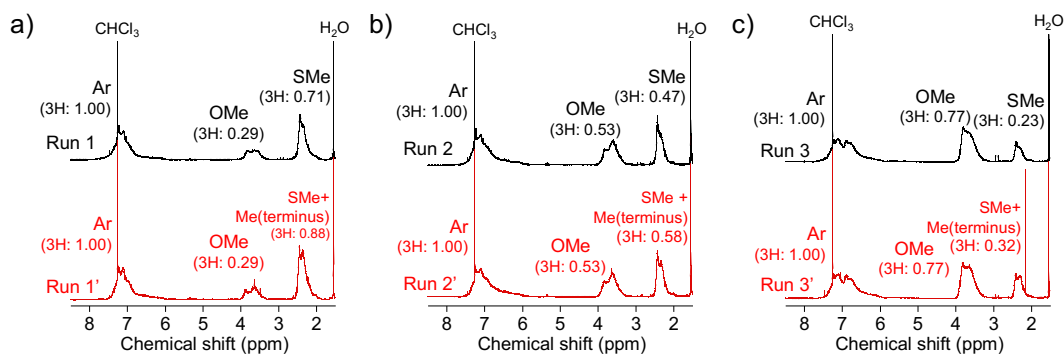 a)
CHCl3
H2O
Ar
(3H: 1.00)
OMe
(3H: 0.29)
SMe
(3H: 0.71)
Run 1
Ar
(3H: 1.00)
OMe
(3H: 0.29)
SMe+
Me(terminus)
(3H: 0.88)
Run 1’
8 7 6 5 4 3 2
Chemical shift (ppm)
b)
CHCl3
H2O
Ar
(3H: 1.00)
OMe
(3H: 0.53)
SMe
(3H: 0.47)
Run 2
Ar
(3H: 1.00)
OMe
(3H: 0.53)
SMe +
Me(terminus)
(3H: 0.58)
Run 2’
8 7 6 5 4 3 2
Chemical shift (ppm)
c)
CHCl3
H2O
Ar
(3H: 1.00)
OMe
(3H: 0.77)
SMe
(3H: 0.23)
Run 3
Ar
(3H: 1.00)
OMe
(3H: 0.77)
SMe+
Me(terminus)
(3H: 0.32)
Run 3’
8 7 6 5 4 3 2
Chemical shift (ppm)